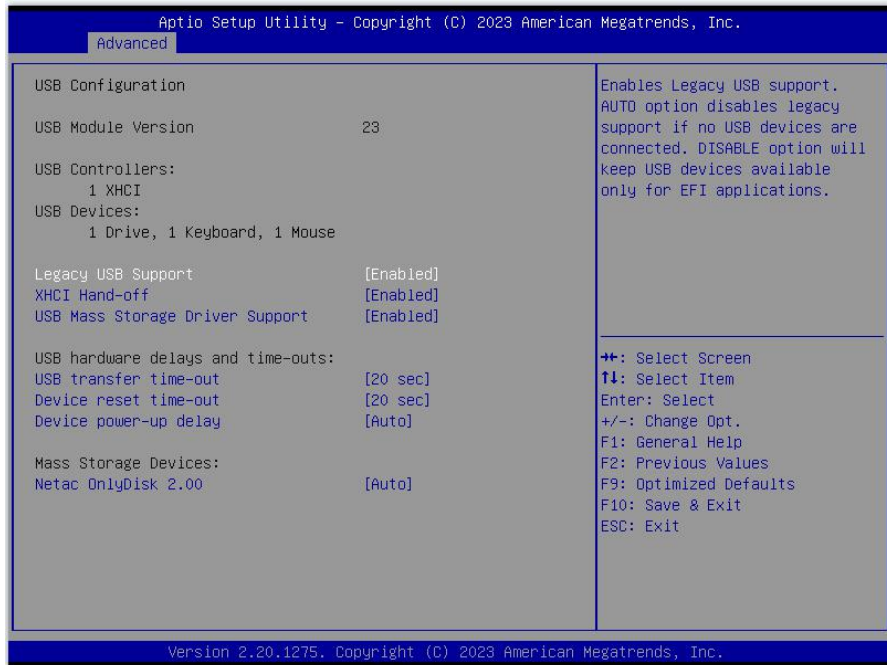 Aptio Setup Utility – Copyright (C) 2023 American Megatrends, Inc.
Advanced
USB Configuration
USB Module Version 23
USB Controllers:
1 XHCI
USB Devices:
1 Drive, 1 Keyboard, 1 Mouse
Legacy USB Support [Enabled]
XHCI Hand-off [Enabled]
USB Mass Storage Driver Support [Enabled]
USB hardware delays and time-outs:
USB transfer time-out [20 sec]
Device reset time-out [20 sec]
Device power-up delay [Auto]
Mass Storage Devices:
Netac OnlyDisk 2.00 [Auto]
Enables Legacy USB support.
AUTO option disables legacy
support if no USB devices are
connected. DISABLE option will
keep USB devices available
only for EFI applications.
→←: Select Screen
↑↓: Select Item
Enter: Select
+/-: Change Opt.
F1: General Help
F2: Previous Values
F9: Optimized Defaults
F10: Save & Exit
ESC: Exit
Version 2.20.1275. Copyright (C) 2023 American Megatrends, Inc.